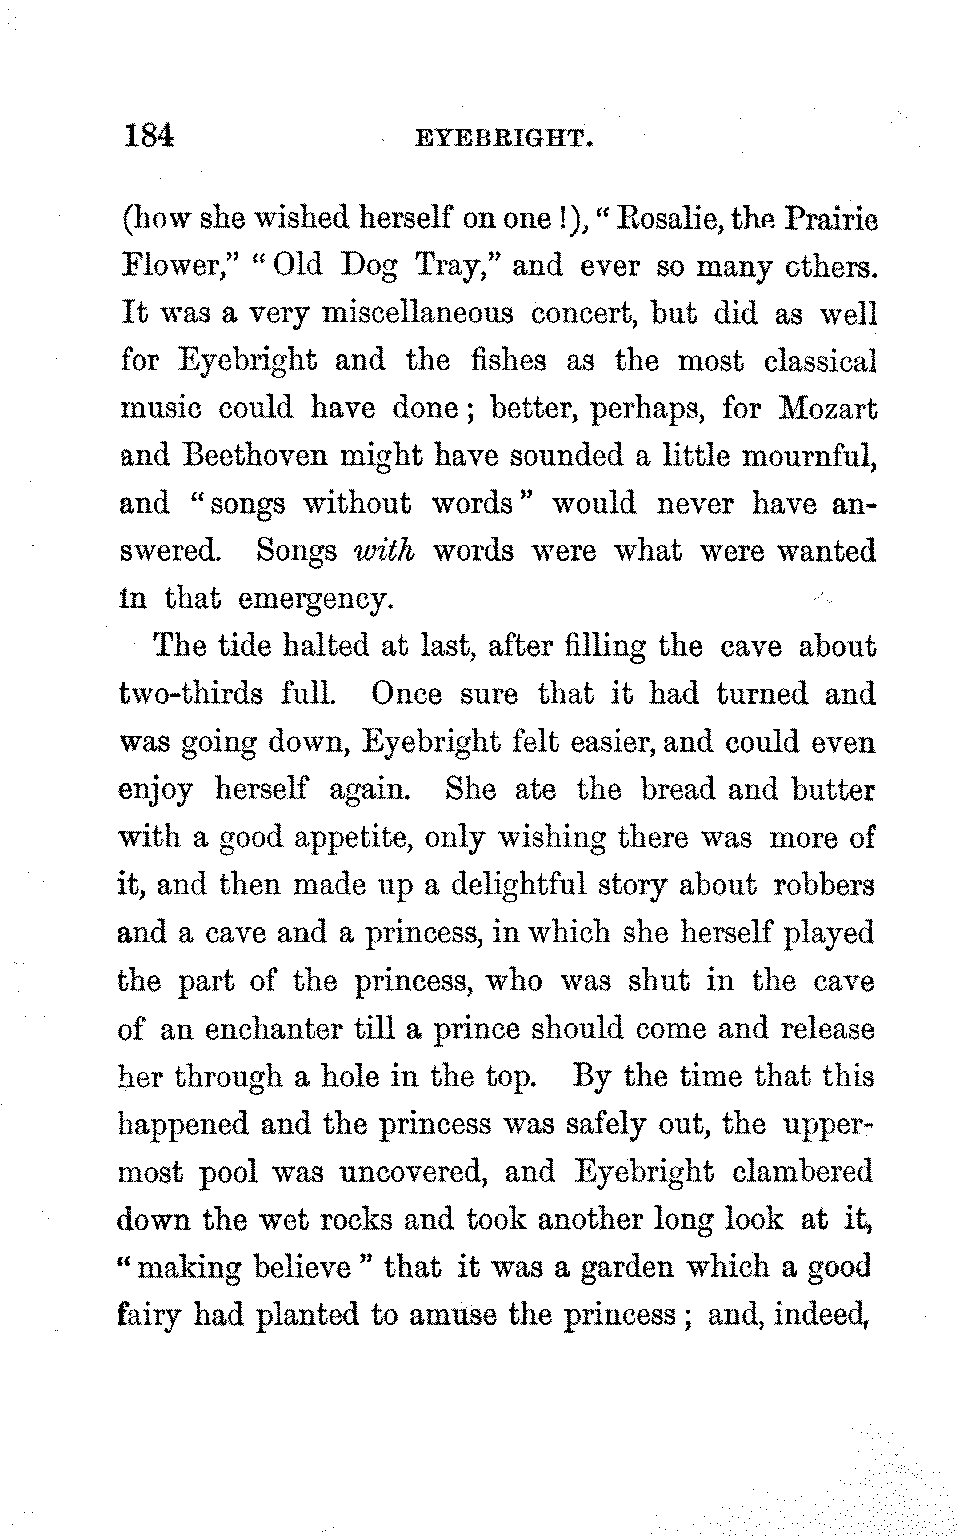 184 EYEBRIGHT.
(how she wished herself on one!), "Rosalie, the Prairie
Flower," "Old Dog Tray," and ever so many others.
It was a very miscellaneous concert, but did as well
for Eyebright and the fishes as the most classical
music could have done; better, perhaps, for Mozart
and Beethoven might have sounded a little mournful,
and "songs without words" would never have an-
swered. Songs with words were what were wanted
in that emergency.
The tide halted at last, after filling the cave about
two-thirds full. Once sure that it had turned and
was going down, Eyebright felt easier, and could even
enjoy herself again. She ate the bread and butter
with a good appetite, only wishing there was more of
it, and then made up a delightful story about robbers
and a cave and a princess, in which she herself played
the part of the princess, who was shut in the cave
of an enchanter till a prince should come and release
her through a hole in the top. By the time that this
happened and the princess was safely out, the upper-
most pool was uncovered, and Eyebright clambered
down the wet rocks and took another long look at it,
"making believe" that it was a garden which a good
fairy had planted to amuse the princess; and, indeed,